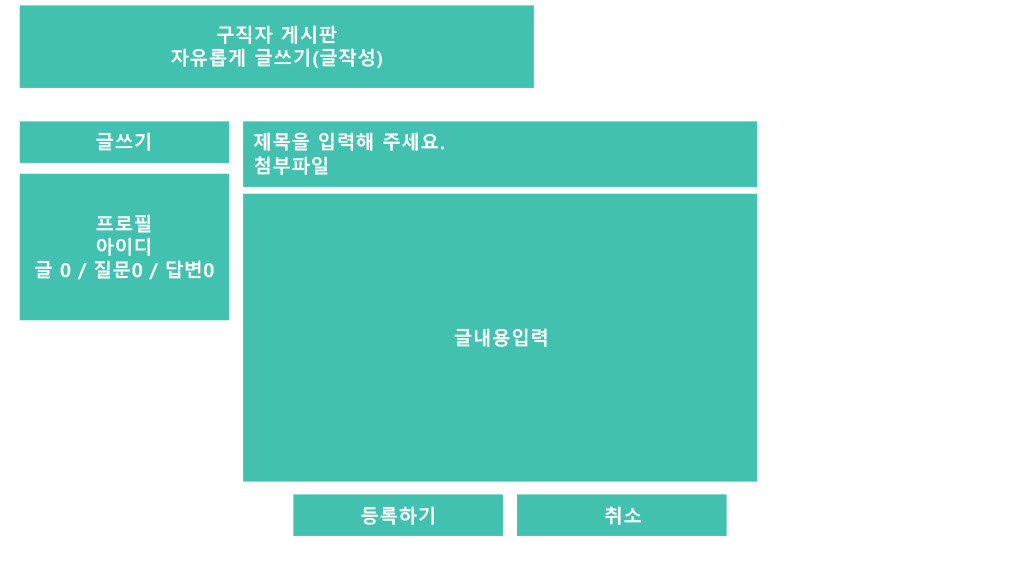 구직자 게시판
자유롭게 글쓰기(글작성)
글쓰기
프로필
아이디
글 0 / 질문0 / 답변0
제목을 입력해 주세요.
첨부파일
글내용입력
등록하기
취소